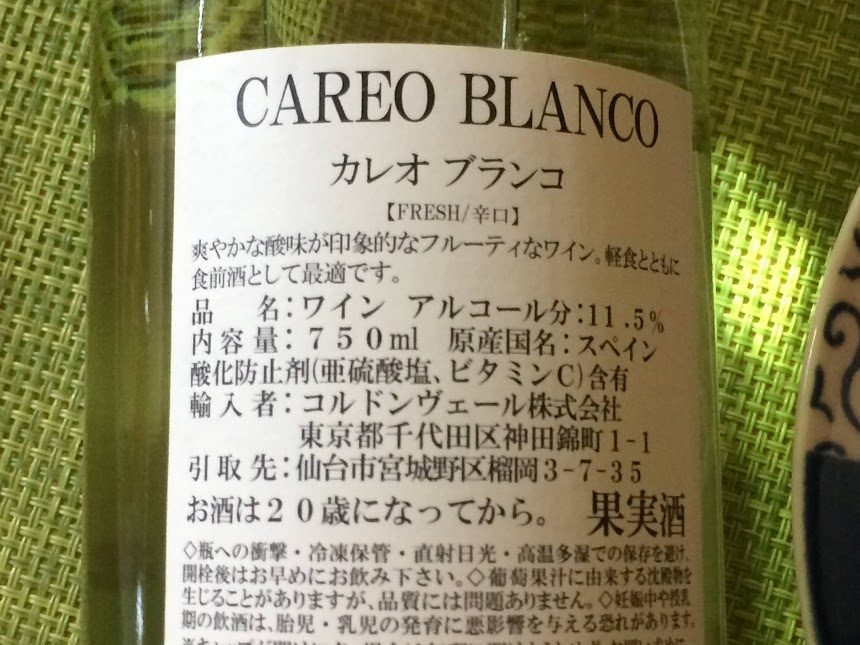 CAREO BLANCO
カレオ ブランコ
【FRESH/辛口】
爽やかな酸味が印象的なフルーティなワイン。軽食とともに
食前酒として最適です。
品　名：ワイン　アルコール分：11.5%
内容量：750ml　原産国名：スペイン
酸化防止剤(亜硫酸塩、ビタミンC)含有
輸入者：コルドンヴェール株式会社
東京都千代田区神田錦町1-1
引取先：仙台市宮城野区榴岡3-7-35
お酒は20歳になってから。　果実酒
◇瓶への衝撃・冷凍保管・直射日光・高温多湿での保存を避け、
開栓後はお早めにお飲み下さい。◇葡萄果汁に由来する沈殿物を
生じることがありますが、品質には問題ありません。◇妊娠中や授乳
期の飲酒は、胎児・乳児の発育に悪影響を与える恐れがあります。